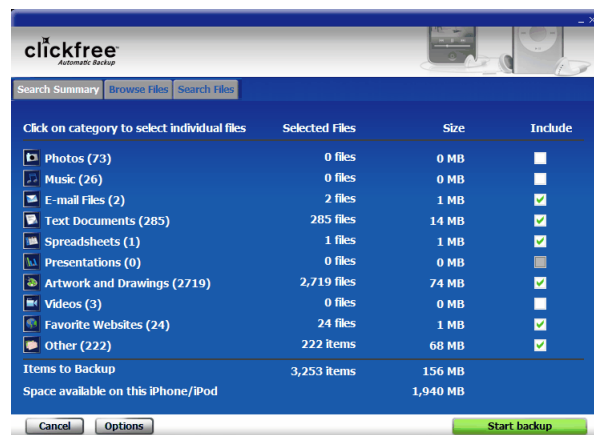 clickfree
Automatic Backup
Search Summary Browse Files Search Files
Click on category to select individual files Selected Files Size Include
Photos (73) 0 files 0 MB
Music (26) 0 files 0 MB
E-mail Files (2) 2 files 1 MB
Text Documents (285) 285 files 14 MB
Spreadsheets (1) 1 files 1 MB
Presentations (0) 0 files 0 MB
Artwork and Drawings (2719) 2,719 files 74 MB
Videos (3) 0 files 0 MB
Favorite Websites (24) 24 files 1 MB
Other (222) 222 items 68 MB
Items to Backup 3,253 items 156 MB
Space available on this iPhone/iPod 1,940 MB
Cancel Options Start backup